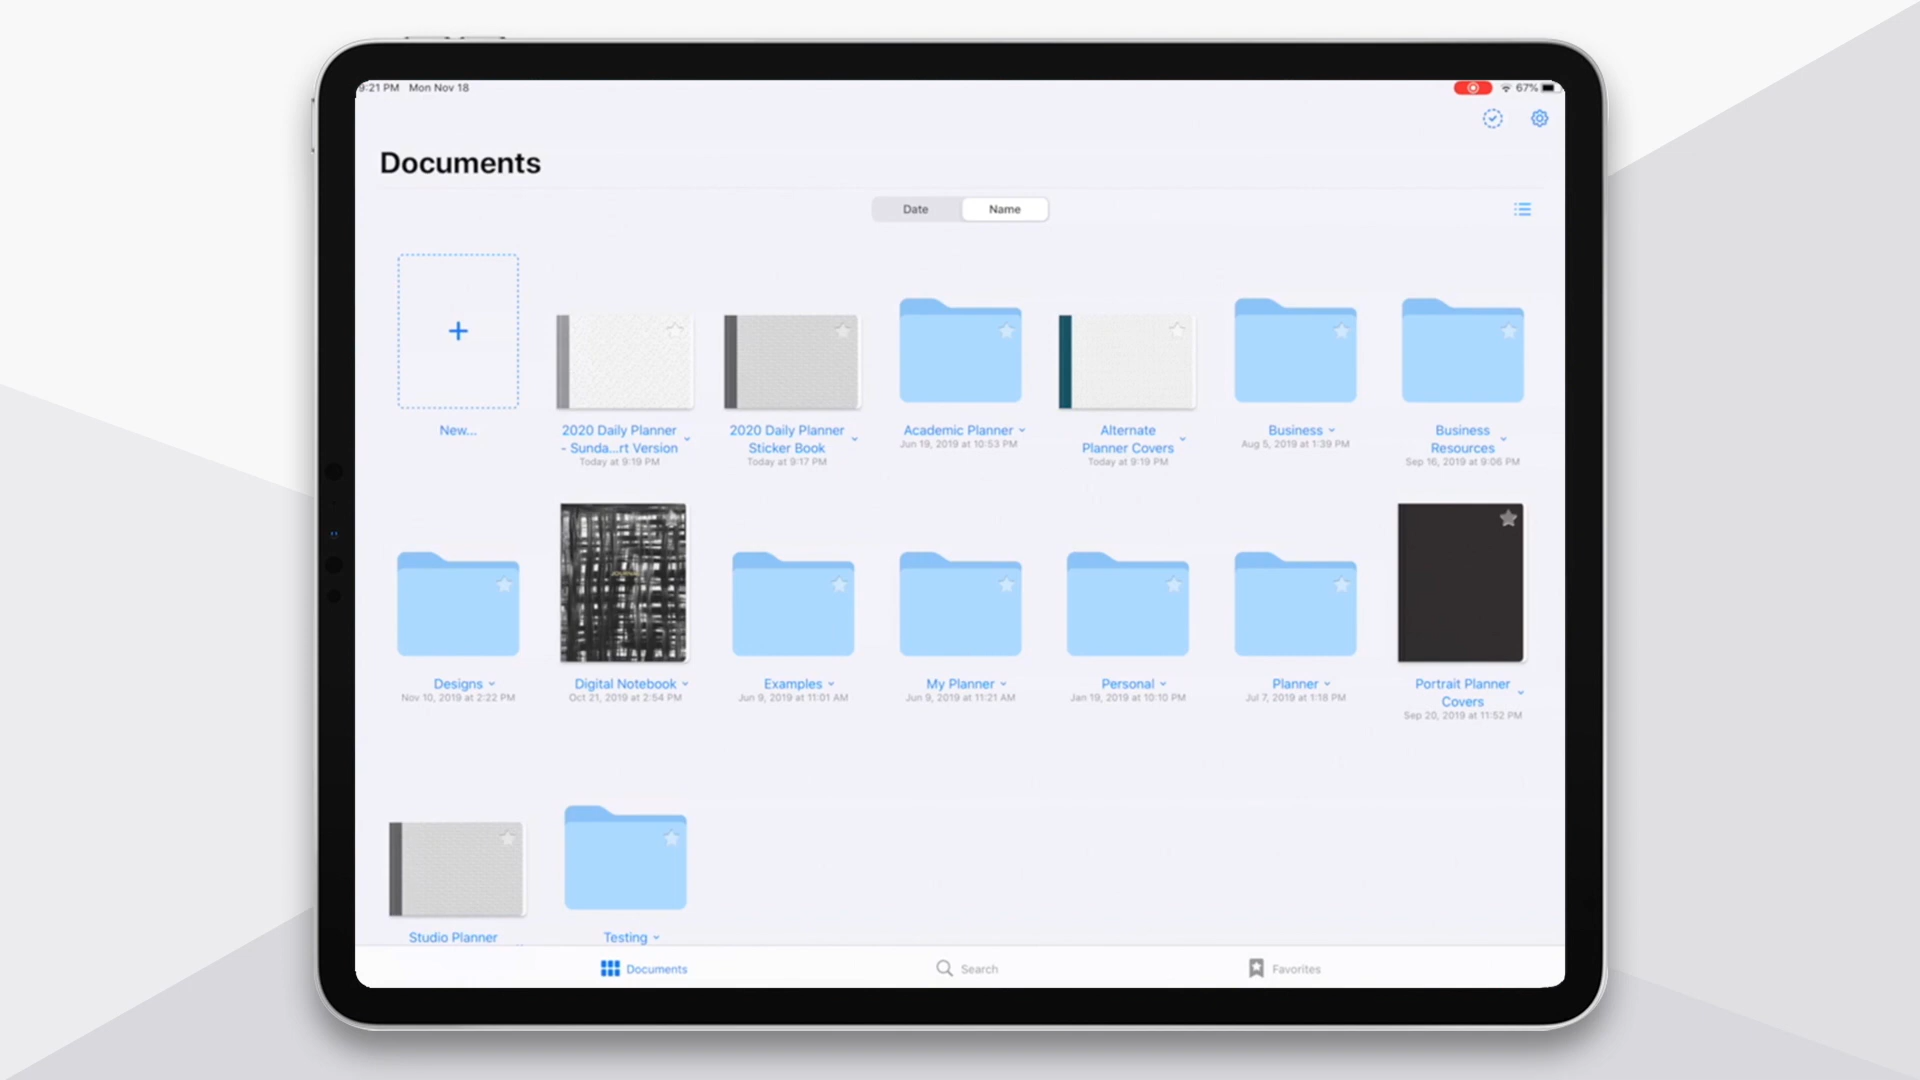 9:21 PM Mon Nov 18
67%
Documents
Date
Name
New...
2020 Daily Planner
- Sunda...rt Version
Today at 9:19 PM
2020 Daily Planner
Sticker Book
Today at 9:17 PM
Academic Planner
Jun 19, 2019 at 10:53 PM
Alternate
Planner Covers
Today at 9:19 PM
Business
Aug 5, 2019 at 1:39 PM
Business
Resources
Sep 16, 2019 at 9:06 PM
Designs
Nov 10, 2019 at 2:22 PM
Digital Notebook
Oct 21, 2019 at 2:54 PM
Examples
Jun 9, 2019 at 11:01 AM
My Planner
Jun 9, 2019 at 11:21 AM
Personal
Jan 19, 2019 at 10:10 PM
Planner
Jul 7, 2019 at 1:18 PM
Portrait Planner
Covers
Sep 20, 2019 at 11:52 PM
Studio Planner
Testing
Documents
Search
Favorites